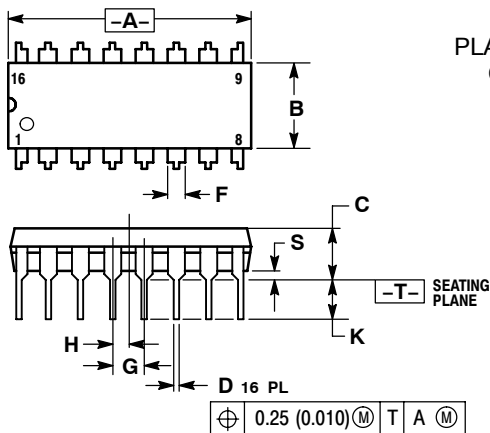 –A–
PLA
16
9
B
1
8
F
C
S
–T–
SEATING
PLANE
K
H
G
D 16 PL
⌖ 0.25 (0.010) Ⓜ T A Ⓜ